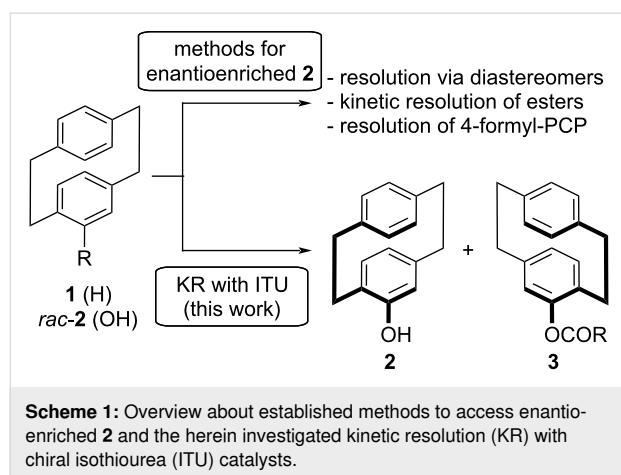 methods for
enantioenriched 2
- resolution via diastereomers
- kinetic resolution of esters
- resolution of 4-formyl-PCP
R
1 (H)
rac-2 (OH)
KR with ITU
(this work)
+
OH
2
OCOR
3
Scheme 1: Overview about established methods to access enantio-
enriched 2 and the herein investigated kinetic resolution (KR) with
chiral isothiourea (ITU) catalysts.